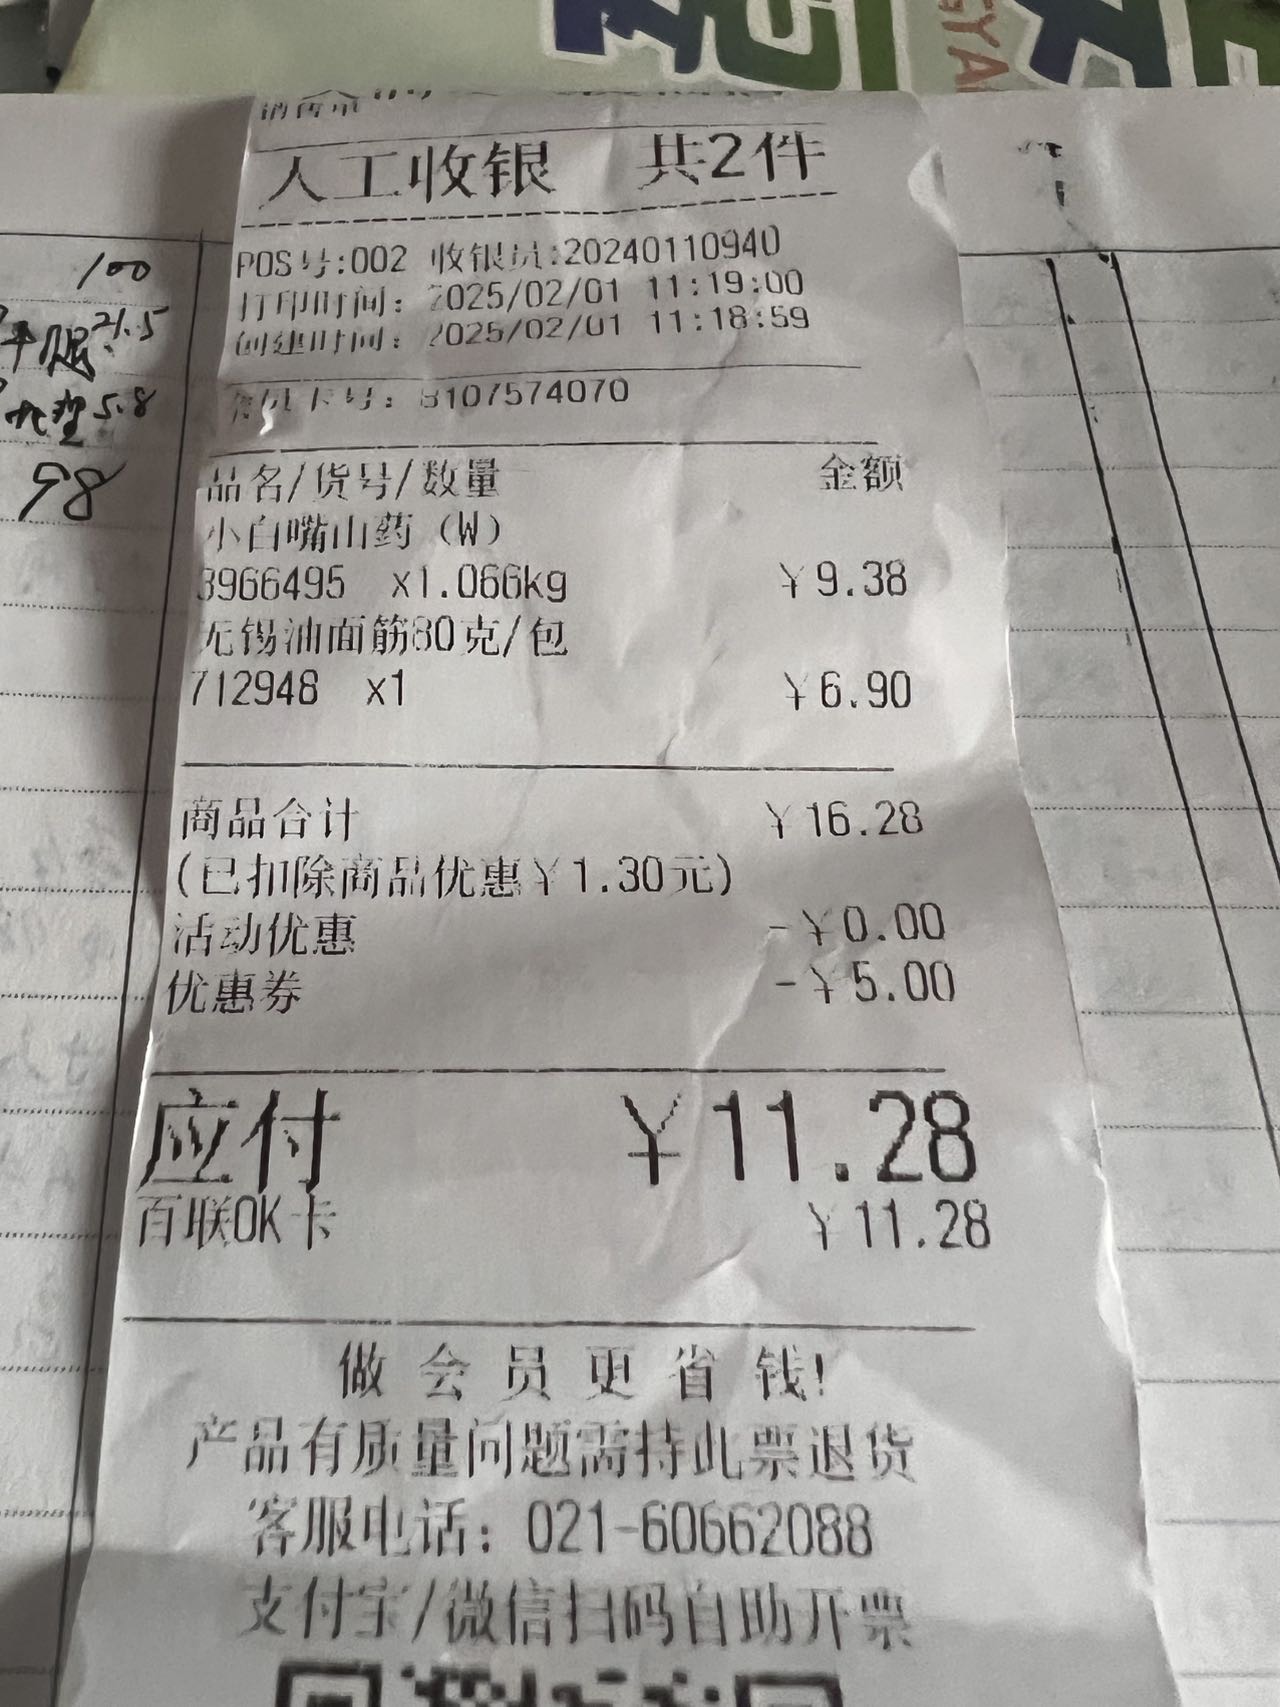 人工收银 共2件
POS号:002 收银员:20240110940
打印时间: 2025/02/01 11:19:00
创建时间: 2025/02/01 11:18:59
会员卡号: 8107574070
品名/货号/数量 金额
小白嘴山药(W)
3966495 x1.066kg ¥9.38
无锡油面筋80克/包
712948 x1 ¥6.90
商品合计 ¥16.28
(已扣除商品优惠¥1.30元)
活动优惠 -¥0.00
优惠券 -¥5.00
应付 ¥11.28
百联OK卡 ¥11.28
做会员更省钱!
产品有质量问题需持此票退货
客服电话: 021-60662088
支付宝/微信扫码自助开票
100
21.5
5.8
98